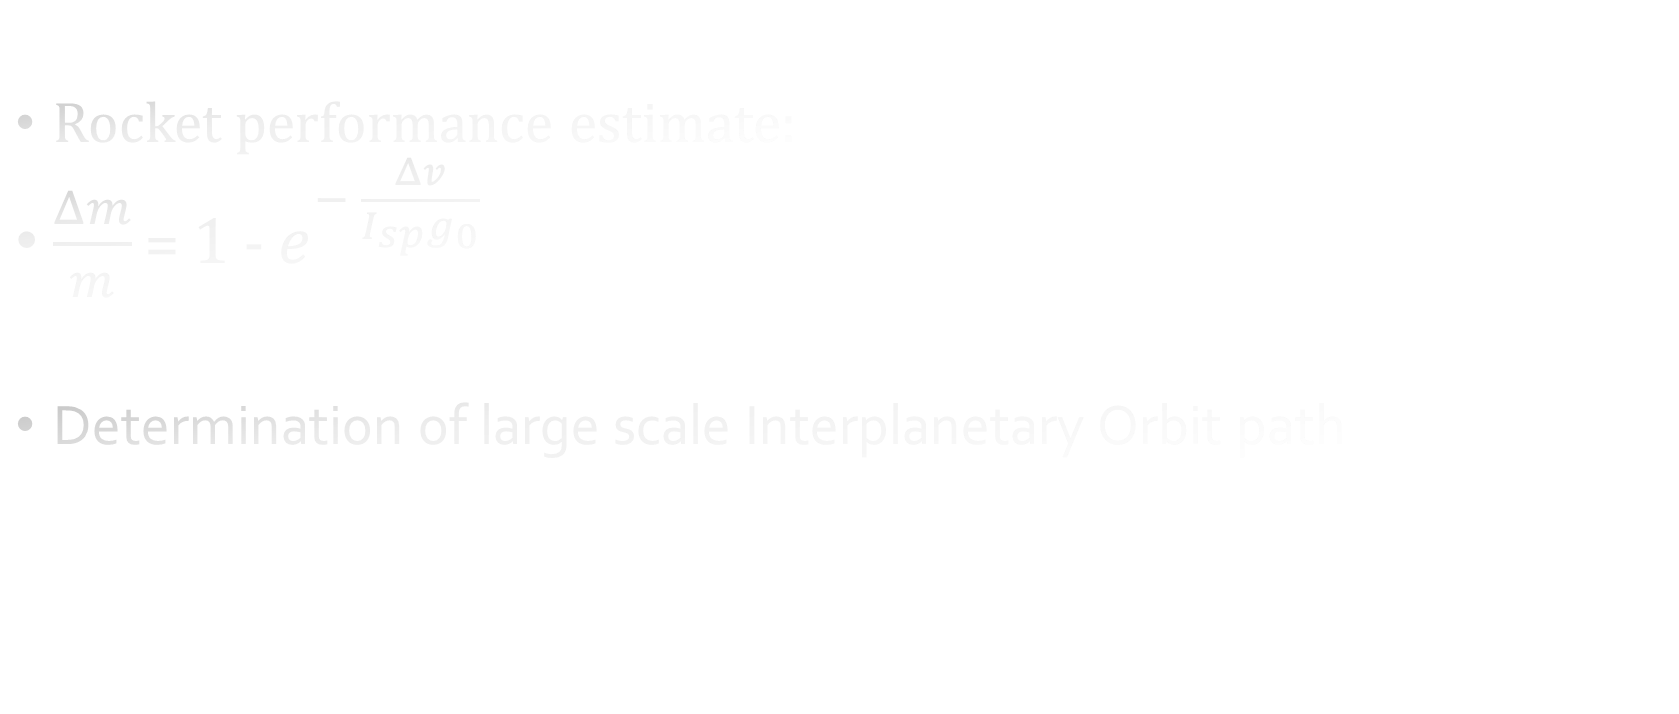 • Rocket performance estimate:
• Δm/m = 1 - e^(-Δv/(I_sp g_0))
• Determination of large scale Interplanetary Orbit path